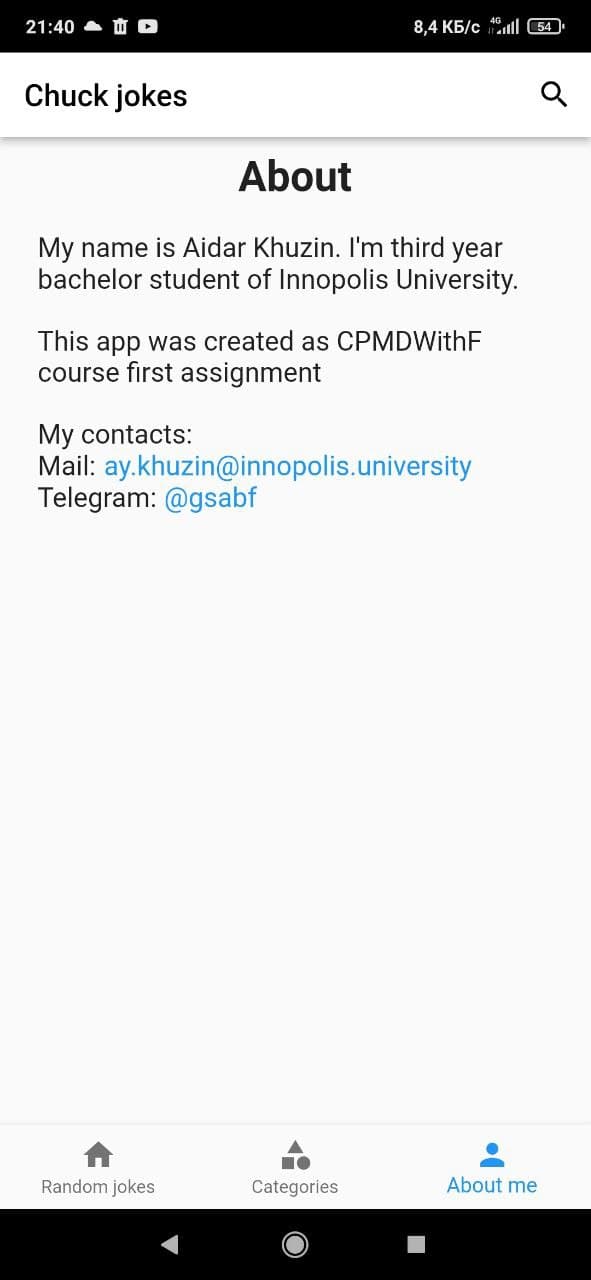 21:40 8,4 КБ/с 4G 54
Chuck jokes
About
My name is Aidar Khuzin. I'm third year
bachelor student of Innopolis University.
This app was created as CPMDWithF
course first assignment
My contacts:
Mail: ay.khuzin@innopolis.university
Telegram: @gsabf
Random jokes Categories About me